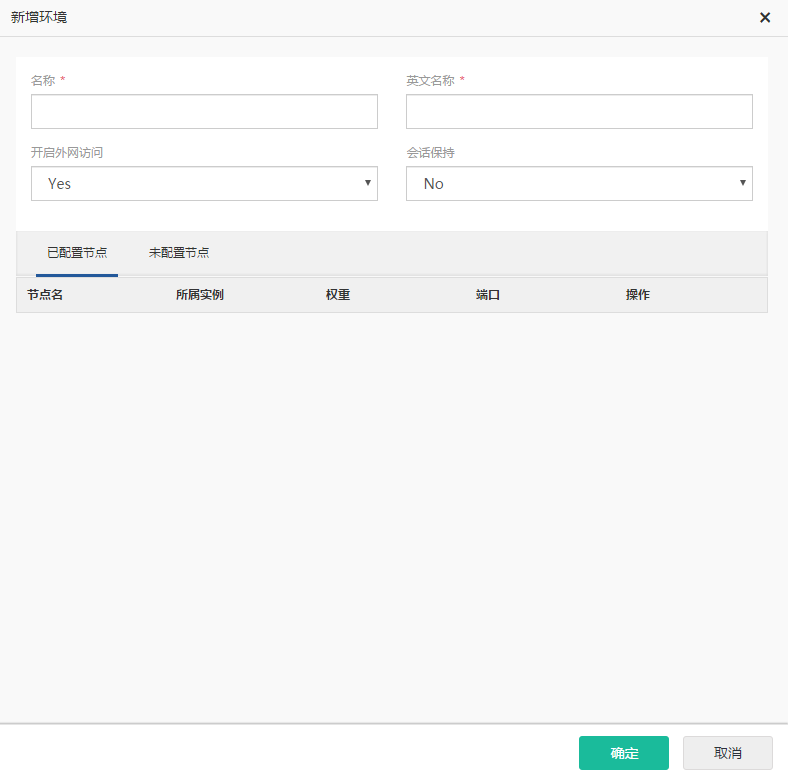 新增环境 ×
名称 * 英文名称 *
开启外网访问 会话保持
Yes No
已配置节点 未配置节点
节点名 所属实例 权重 端口 操作
确定 取消